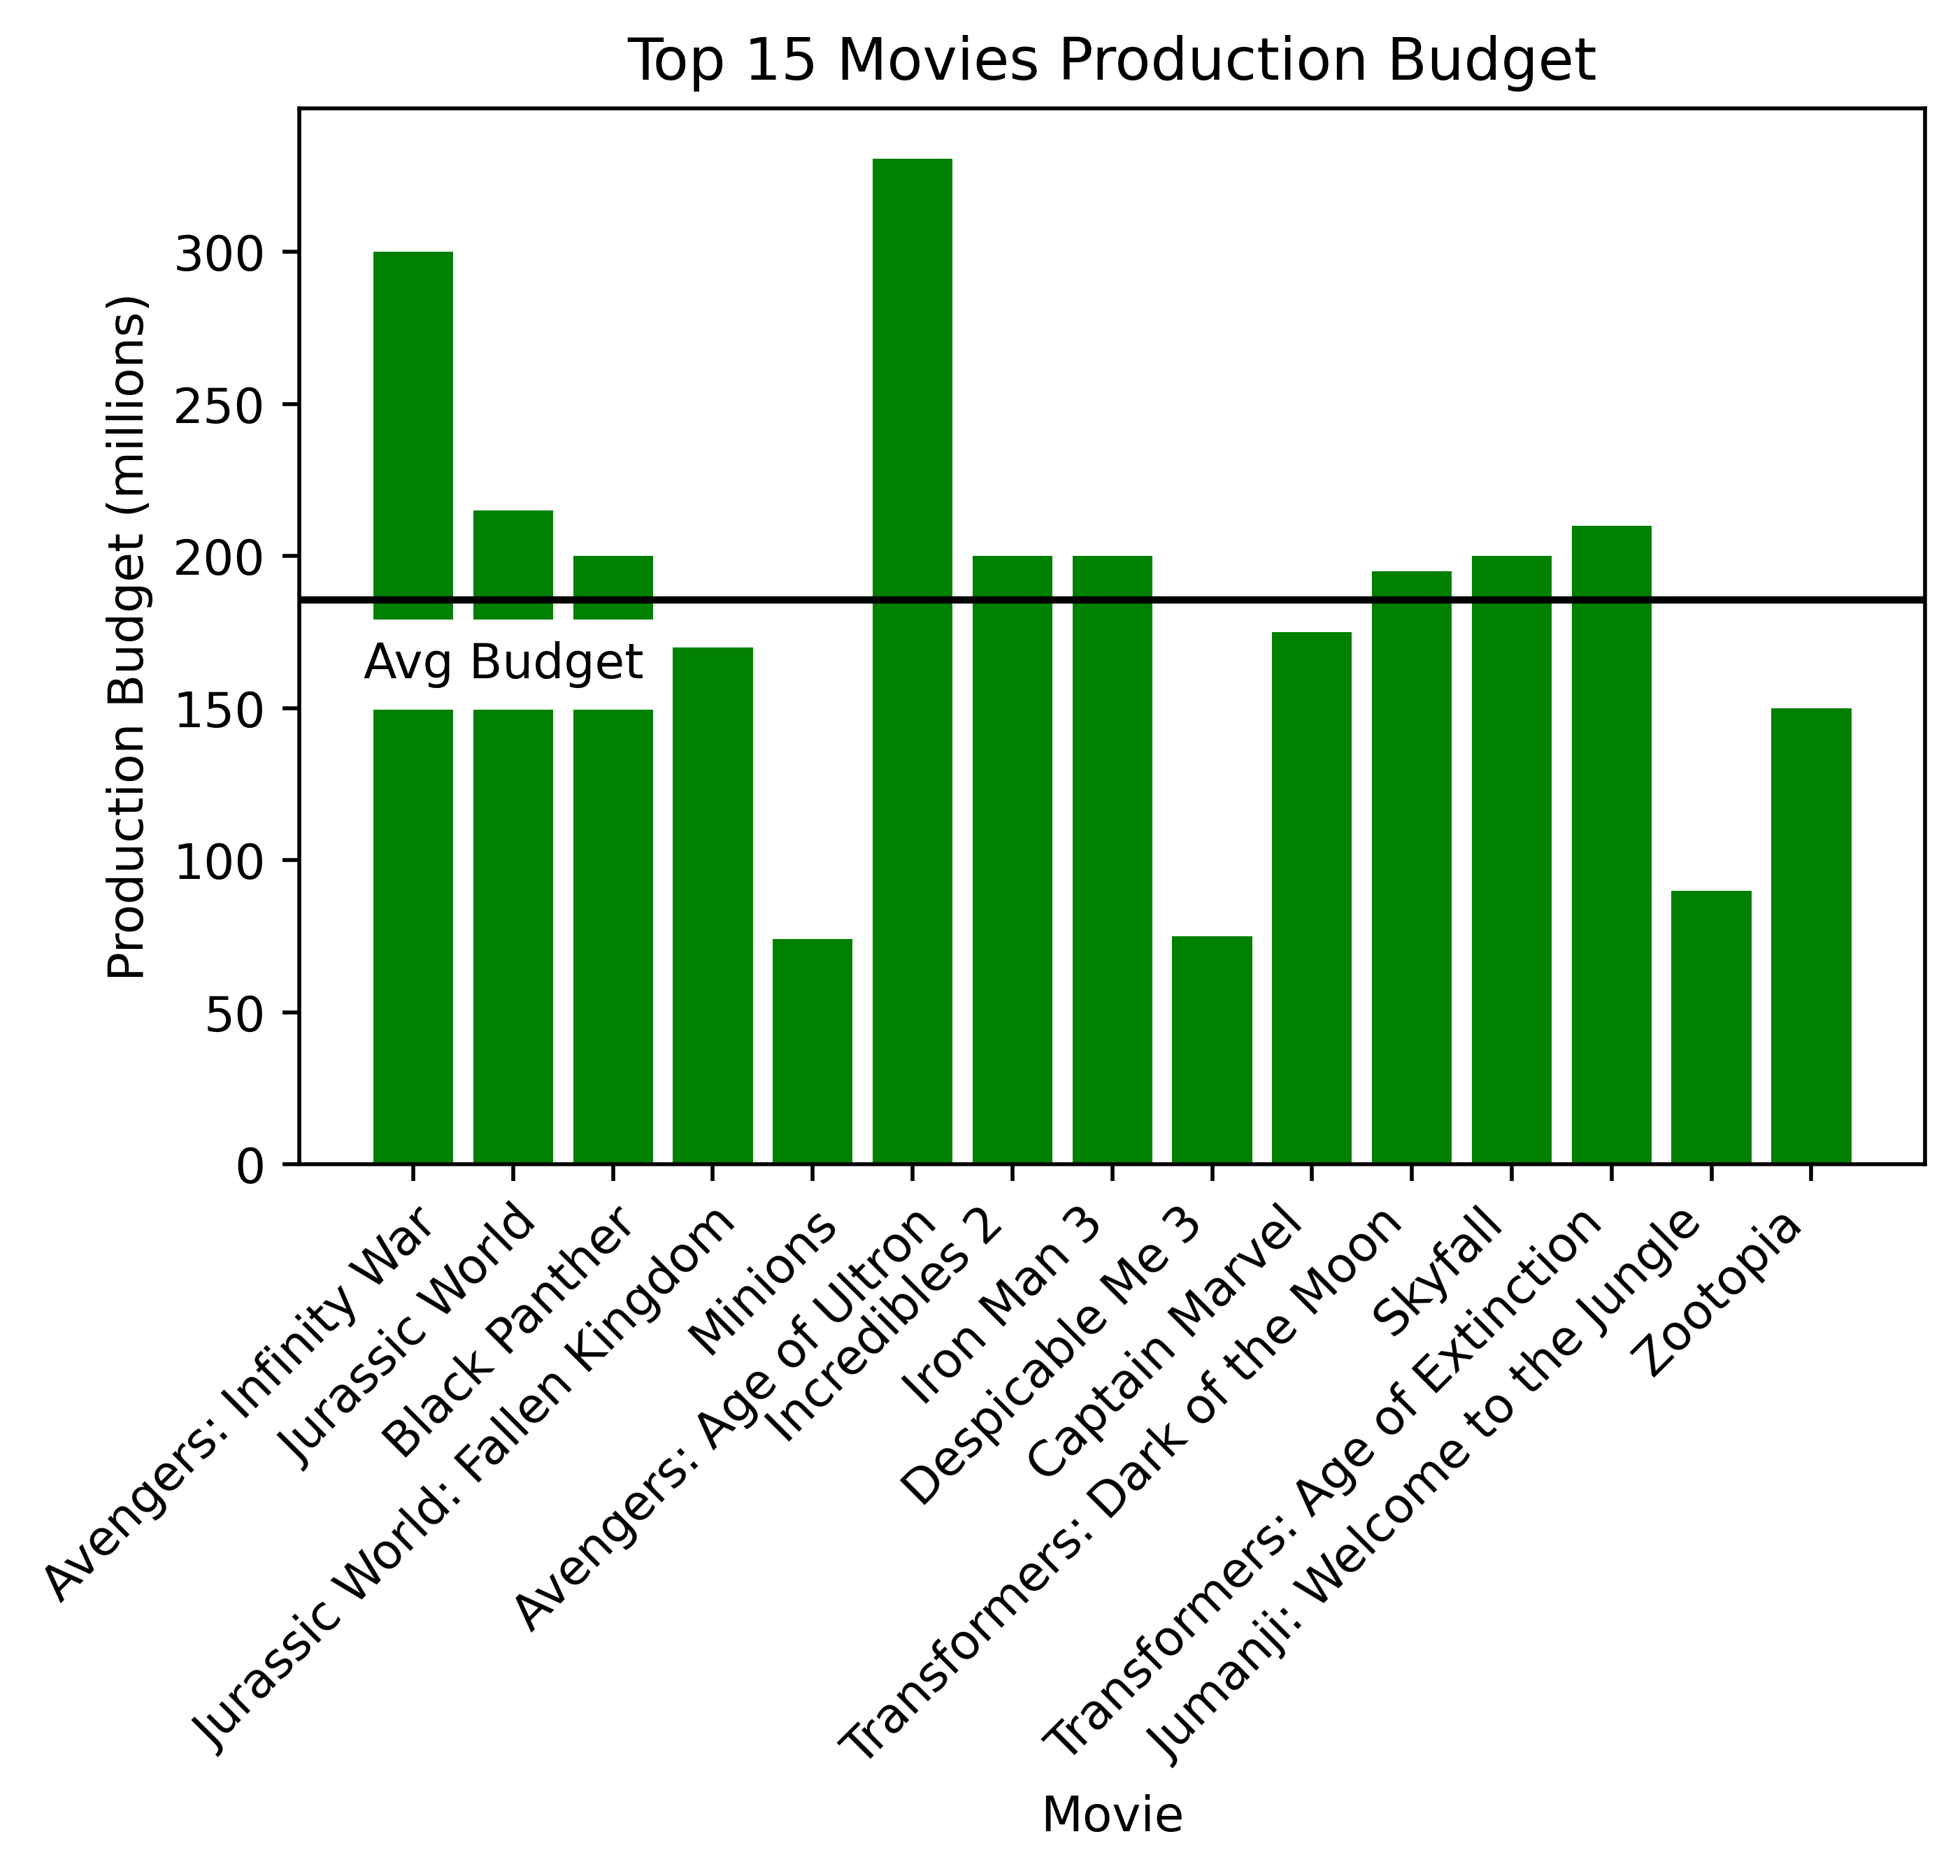 Top 15 Movies Production Budget
Production Budget (millions)
300
250
200
150
100
50
0
Avg Budget
Avengers: Infinity War
Jurassic World
Black Panther
Jurassic World: Fallen Kingdom
Minions
Avengers: Age of Ultron
Incredibles 2
Iron Man 3
Despicable Me 3
Captain Marvel
Transformers: Dark of the Moon
Skyfall
Transformers: Age of Extinction
Jumanji: Welcome to the Jungle
Zootopia
Movie